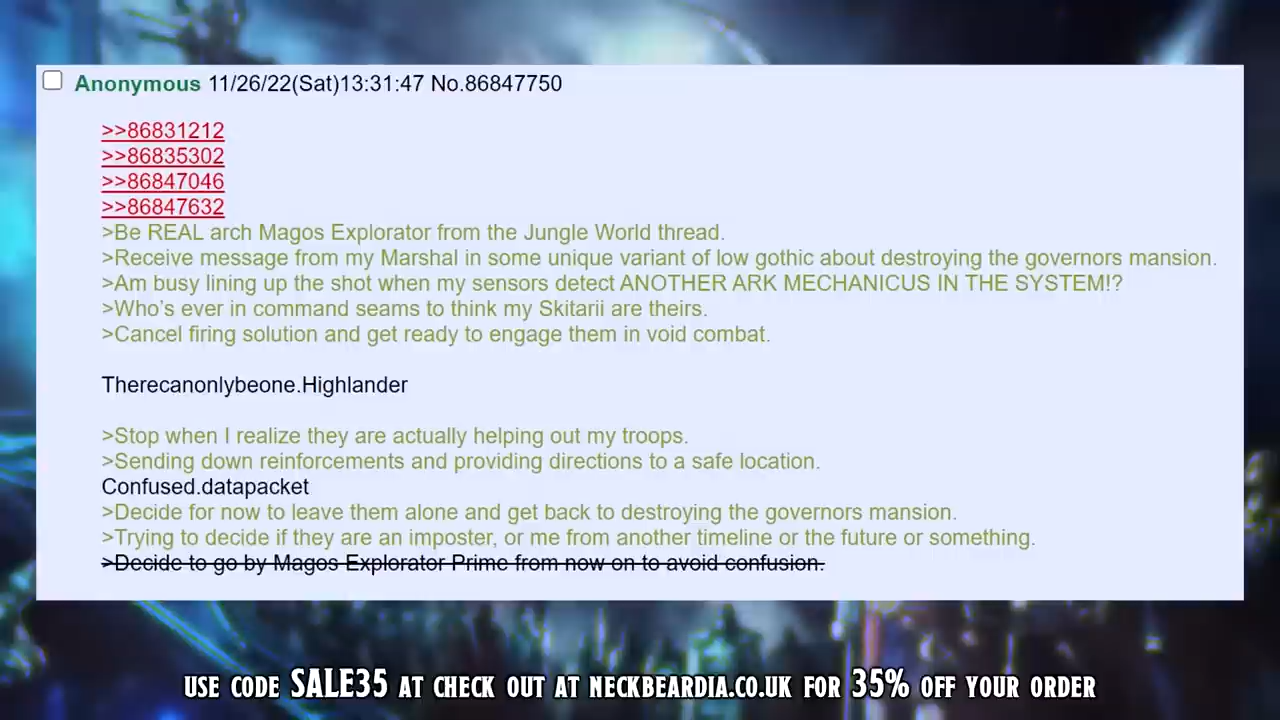 Anonymous 11/26/22(Sat)13:31:47 No.86847750
>>86831212
>>86835302
>>86847046
>>86847632
>Be REAL arch Magos Explorator from the Jungle World thread.
>Receive message from my Marshal in some unique variant of low gothic about destroying the governors mansion.
>Am busy lining up the shot when my sensors detect ANOTHER ARK MECHANICUS IN THE SYSTEM!?
>Who's ever in command seams to think my Skitarii are theirs.
>Cancel firing solution and get ready to engage them in void combat.
Therecanonlybeone.Highlander
>Stop when I realize they are actually helping out my troops.
>Sending down reinforcements and providing directions to a safe location.
Confused.datapacket
>Decide for now to leave them alone and get back to destroying the governors mansion.
>Trying to decide if they are an imposter, or me from another timeline or the future or something.
>Decide to go by Magos Explorator Prime from now on to avoid confusion.
USE CODE SALE35 AT CHECK OUT AT NECKBEARDIA.CO.UK FOR 35% OFF YOUR ORDER